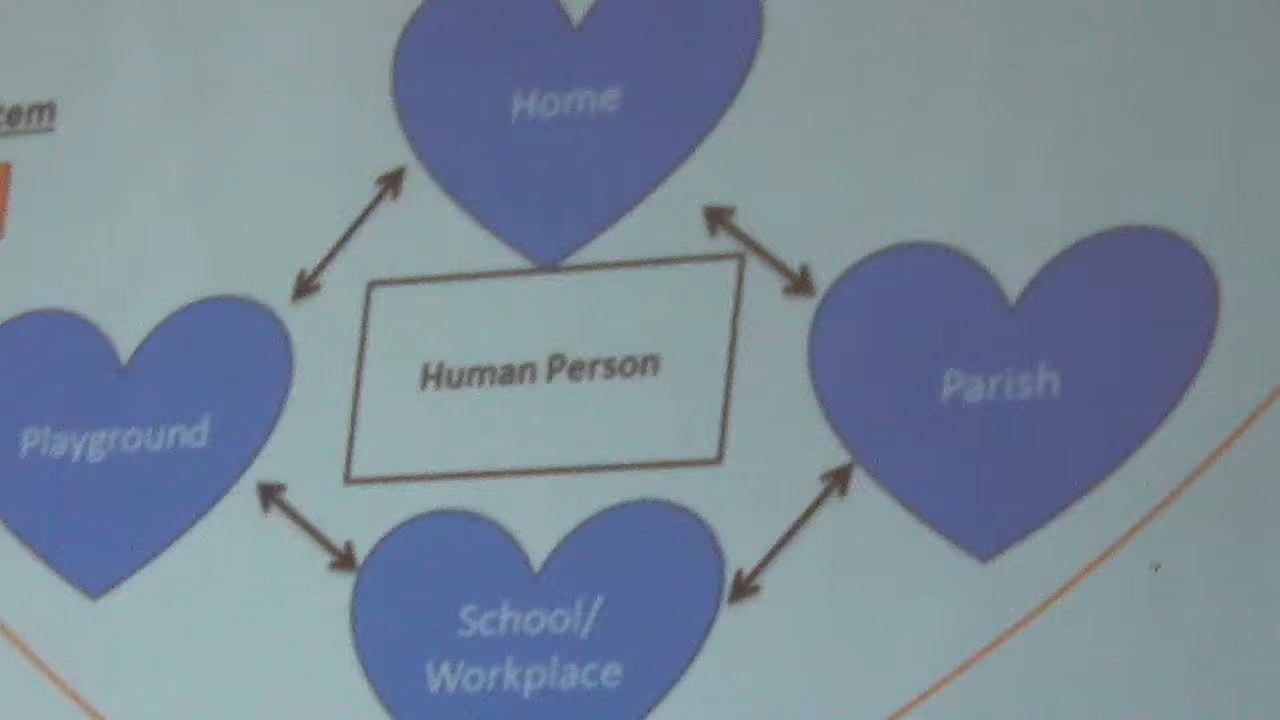 Home
Human Person
Parish
Playground
School/
Workplace